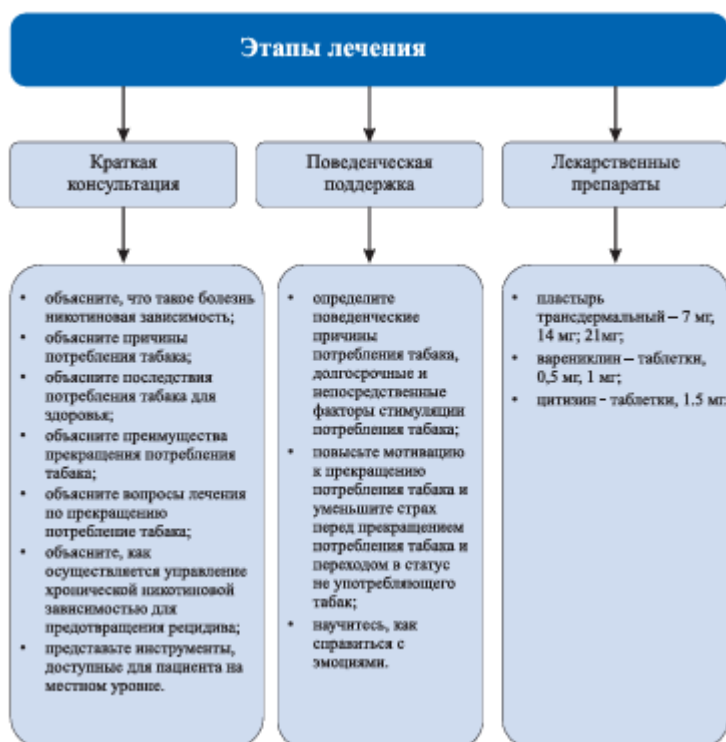 Этапы лечения
Краткая
консультация
Поведенческая
поддержка
Лекарственные
препараты
• объясните, что такое болезнь
никотиновая зависимость;
• объясните причины
потребления табака;
• объясните последствия
потребления табака для
здоровья;
• объясните преимущества
прекращения потребления
табака;
• объясните вопросы лечения
по прекращению
потребление табака;
• объясните, как
осуществляется управление
хронической никотиновой
зависимостью для
предотвращения рецидива;
• представьте инструменты,
доступные для пациента на
местном уровне.
• определите
поведенческие
причины
потребления табака,
долгосрочные и
непосредственные
факторы стимуляции
потребления табака;
• повысьте мотивацию
к прекращению
потребления табака и
уменьшите страх
перед прекращением
потребления табака и
переходом в статус
не употребляющего
табак;
• научитесь, как
справиться с
эмоциями.
• пластырь
трансдермальный – 7 мг,
14 мг; 21мг;
• варениклин – таблетки,
0,5 мг, 1 мг;
• цитизин - таблетки, 1.5 мг.